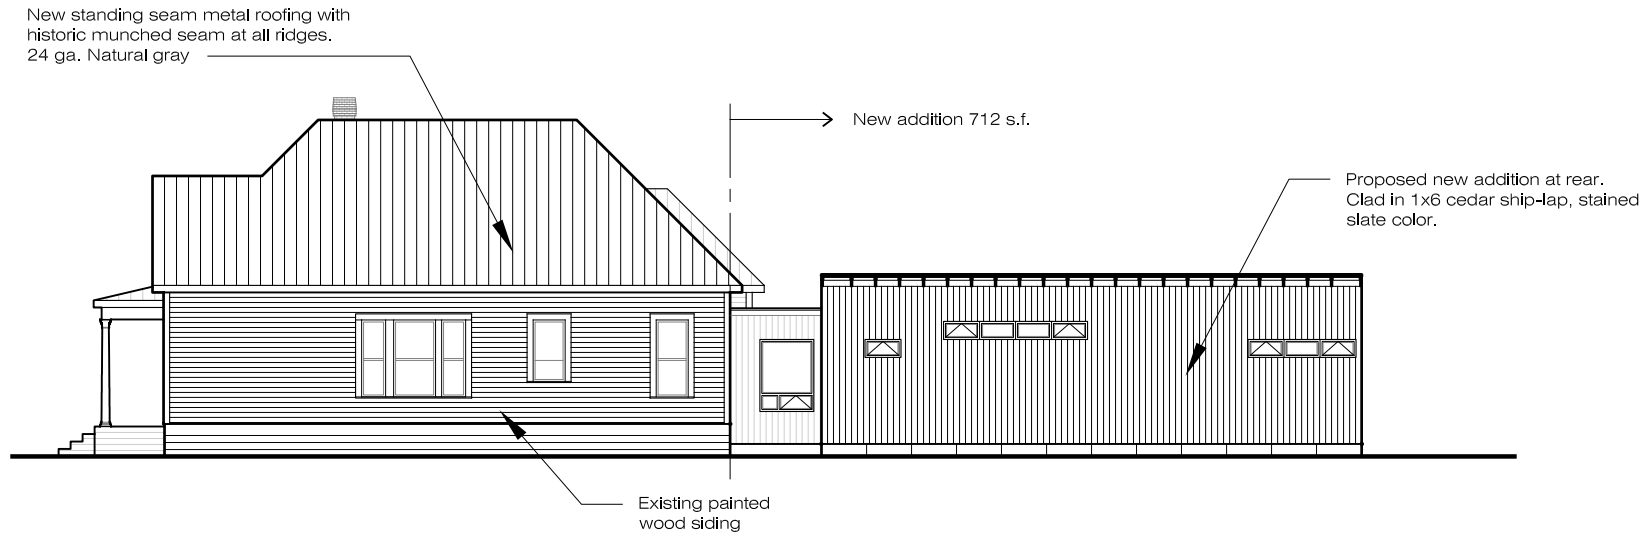 New standing seam metal roofing with
historic munched seam at all ridges.
24 ga. Natural gray
New addition 712 s.f.
Proposed new addition at rear.
Clad in 1x6 cedar ship-lap, stained
slate color.
Existing painted
wood siding